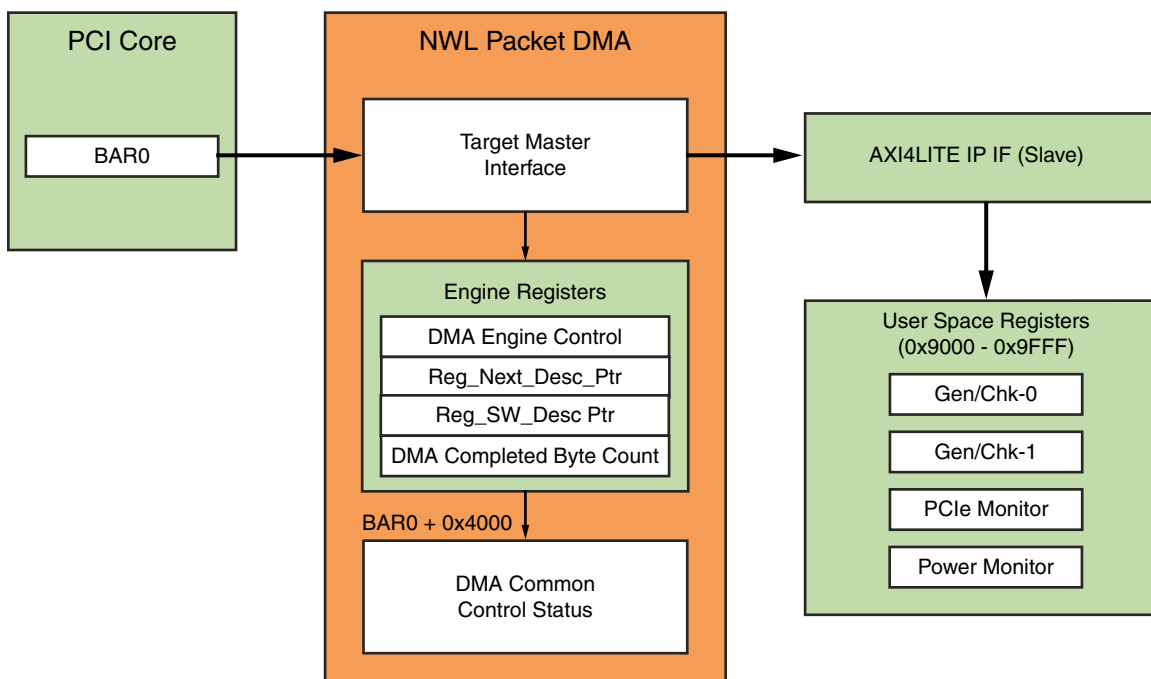 PCI Core
BAR0
NWL Packet DMA
Target Master
Interface
Engine Registers
DMA Engine Control
Reg_Next_Desc_Ptr
Reg_SW_Desc Ptr
DMA Completed Byte Count
BAR0 + 0x4000
DMA Common
Control Status
AXI4LITE IP IF (Slave)
User Space Registers
(0x9000 - 0x9FFF)
Gen/Chk-0
Gen/Chk-1
PCIe Monitor
Power Monitor